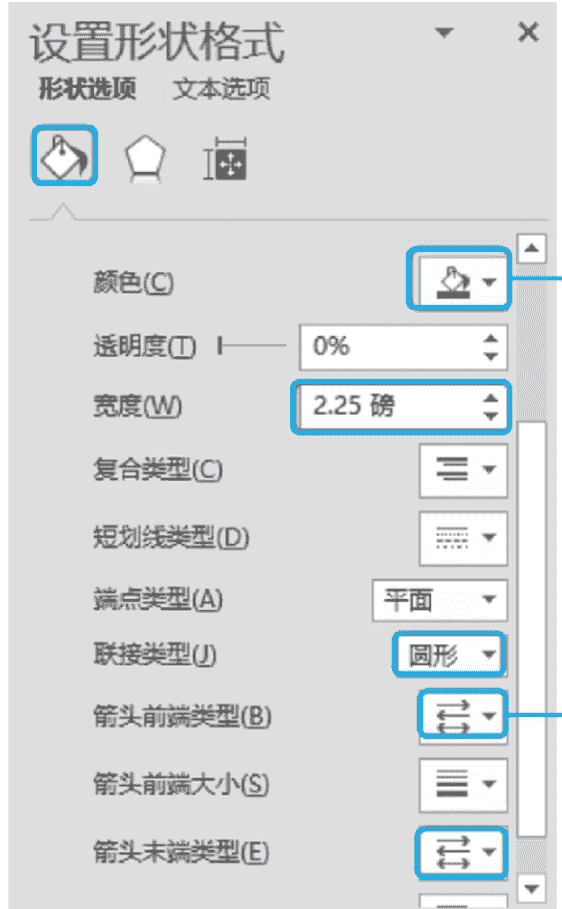 设置形状格式
形状选项 文本选项
颜色(C)
透明度(T) 0%
宽度(W) 2.25 磅
复合类型(C)
短划线类型(D)
端点类型(A) 平面
联接类型(J) 圆形
箭头前端类型(B)
箭头前端大小(S)
箭头末端类型(E)